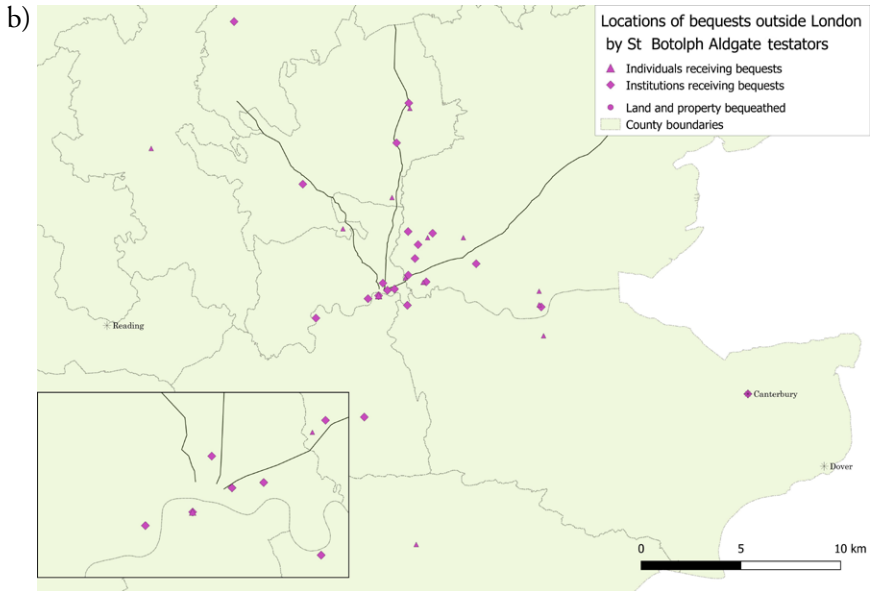 b)
Locations of bequests outside London
by St Botolph Aldgate testators
Individuals receiving bequests
Institutions receiving bequests
Land and property bequeathed
County boundaries
Reading
Canterbury
Dover
0 5 10 km